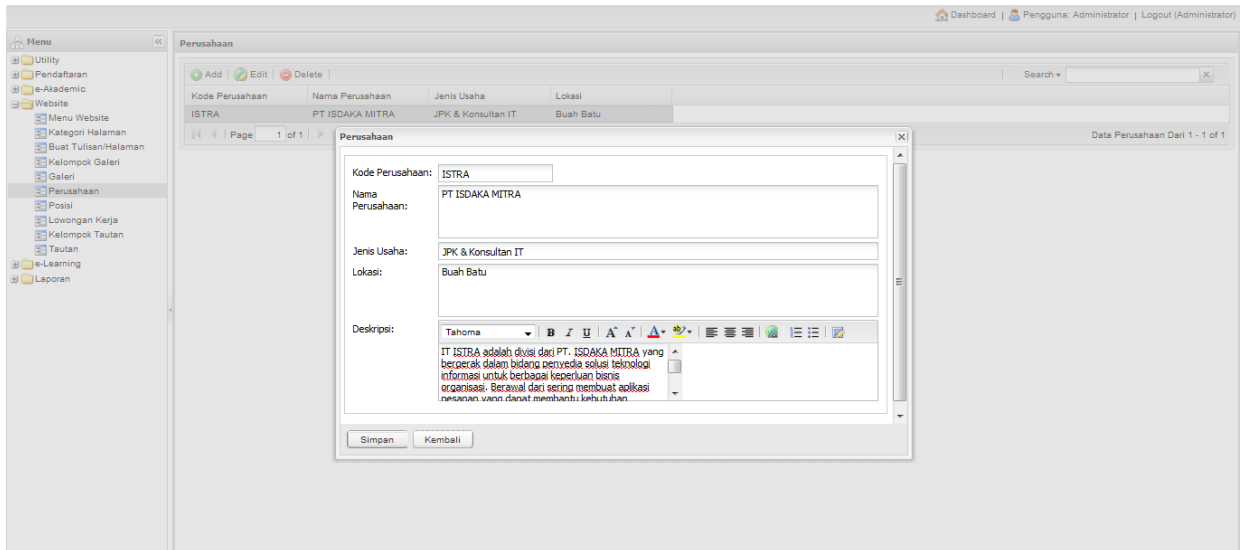 Dashboard | Pengguna: Administrator | Logout (Administrator)
Menu
Utility
Pendaftaran
e-Akademic
Website
Menu Website
Kategori Halaman
Buat Tulisan/Halaman
Kelompok Galeri
Galeri
Perusahaan
Posisi
Lowongan Kerja
Kelompok Tautan
Tautan
e-Learning
Laporan
Perusahaan
Add | Edit | Delete |
Search
Kode Perusahaan Nama Perusahaan Jenis Usaha Lokasi
ISTRA PT ISDAKA MITRA JPK & Konsultan IT Buah Batu
Page 1 of 1
Data Perusahaan Dari 1 - 1 of 1
Perusahaan
Kode Perusahaan: ISTRA
Nama Perusahaan: PT ISDAKA MITRA
Jenis Usaha: JPK & Konsultan IT
Lokasi: Buah Batu
Deskripsi:
Tahoma B I U A A A
IT ISTRA adalah divisi dari PT. ISDAKA MITRA yang
bergerak dalam bidang penyedia solusi teknologi
informasi untuk berbagai keperluan bisnis
organisasi. Berawal dari sering membuat aplikasi
pesanan yang dapat membantu kebutuhan
Simpan Kembali